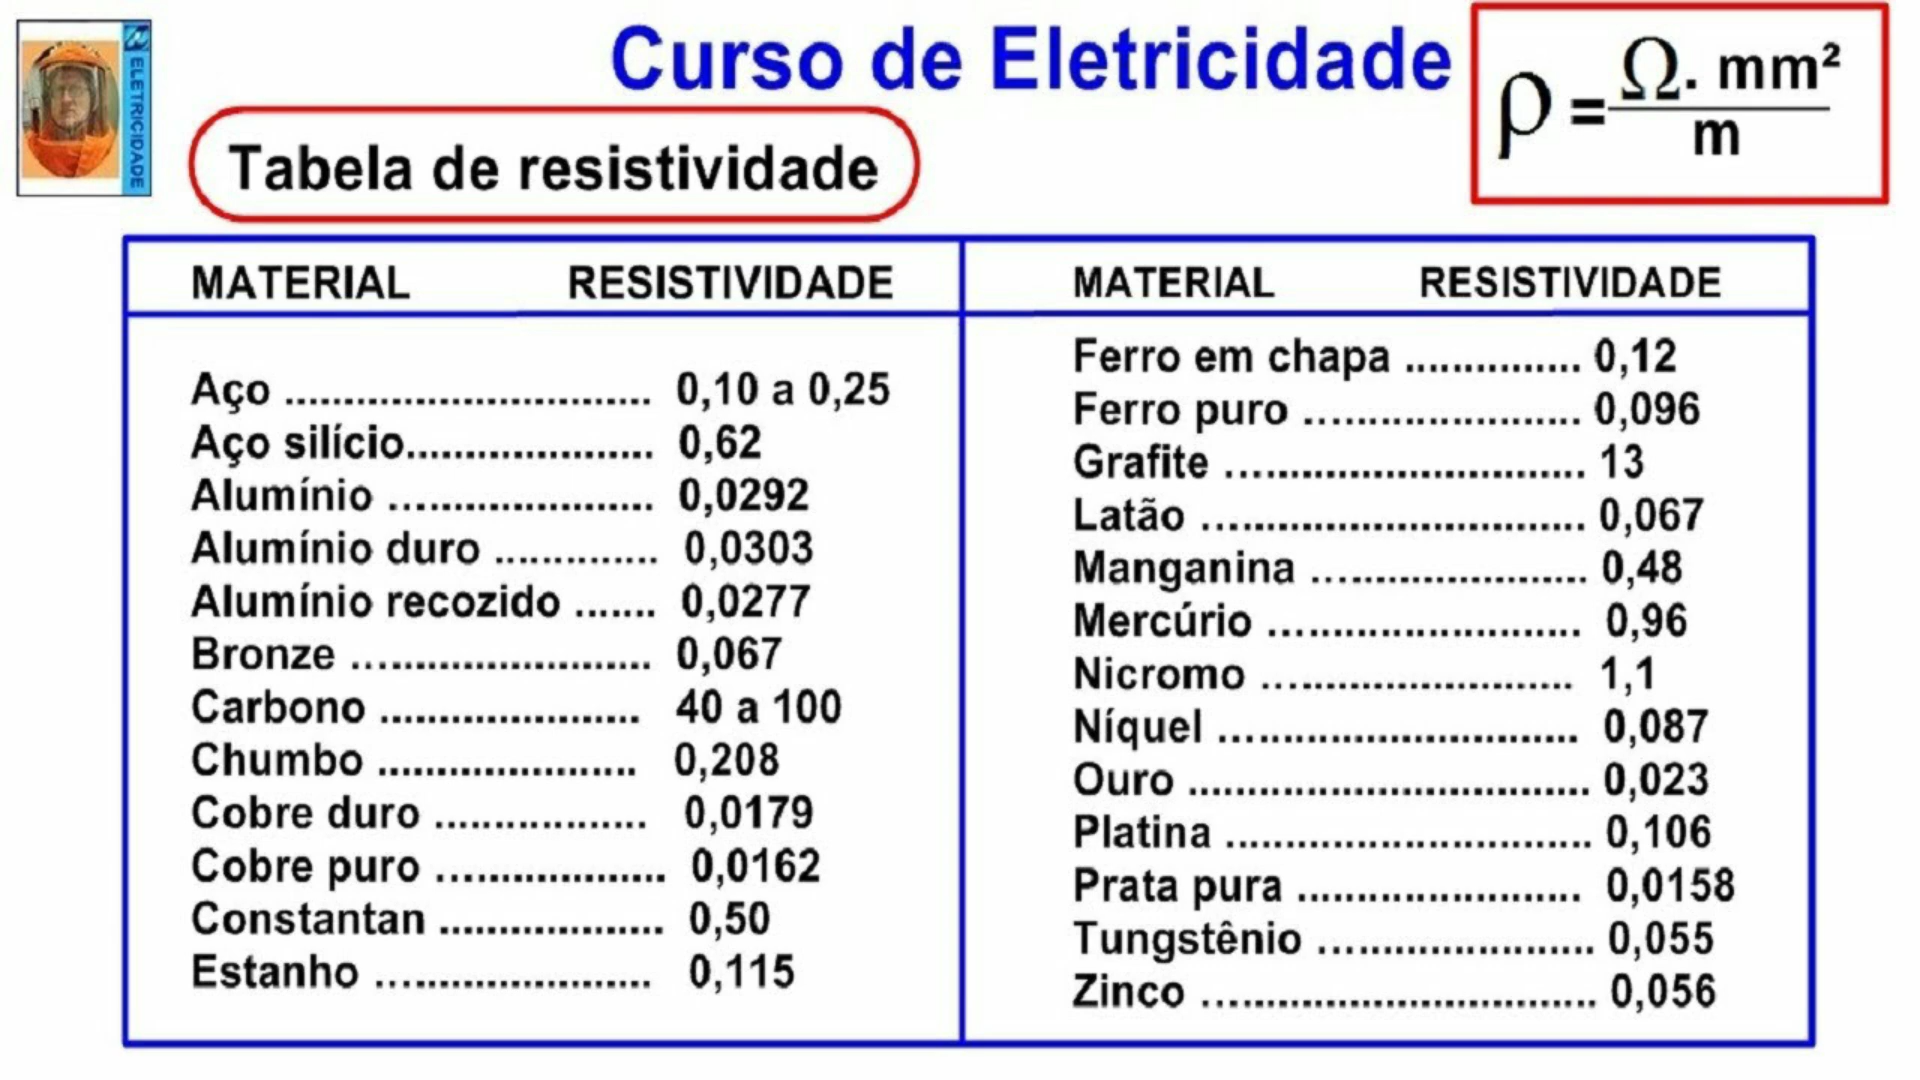 ELETRICIDADE
Curso de Eletricidade
ρ = Ω. mm²
m
Tabela de resistividade
MATERIAL RESISTIVIDADE
Aço ............................... 0,10 a 0,25
Aço silício..................... 0,62
Alumínio ....................... 0,0292
Alumínio duro .............. 0,0303
Alumínio recozido ....... 0,0277
Bronze .......................... 0,067
Carbono ...................... 40 a 100
Chumbo ...................... 0,208
Cobre duro .................. 0,0179
Cobre puro .................... 0,0162
Constantan ................... 0,50
Estanho ........................ 0,115
MATERIAL RESISTIVIDADE
Ferro em chapa ............... 0,12
Ferro puro ........................ 0,096
Grafite ............................... 13
Latão ................................. 0,067
Manganina ........................ 0,48
Mercúrio ........................... 0,96
Nicromo ........................... 1,1
Níquel ............................... 0,087
Ouro .................................. 0,023
Platina ............................... 0,106
Prata pura ........................ 0,0158
Tungstênio ........................ 0,055
Zinco .................................. 0,056